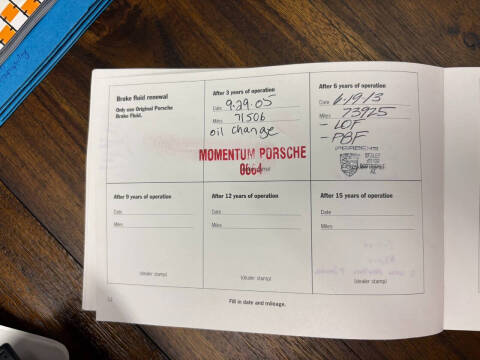 Brake fluid renewal
Only use Original Porsche
Brake Fluid.
After 3 years of operation
Date 9.29.05
Miles 71506
oil change
MOMENTUM PORSCHE
0664
After 6 years of operation
Date 6-19-13
Miles 73925
- LOF
- PBF
PORSCHE
After 9 years of operation
Date
Miles
(dealer stamp)
After 12 years of operation
Date
Miles
(dealer stamp)
After 15 years of operation
Date
Miles
(dealer stamp)
Fill in date and mileage.